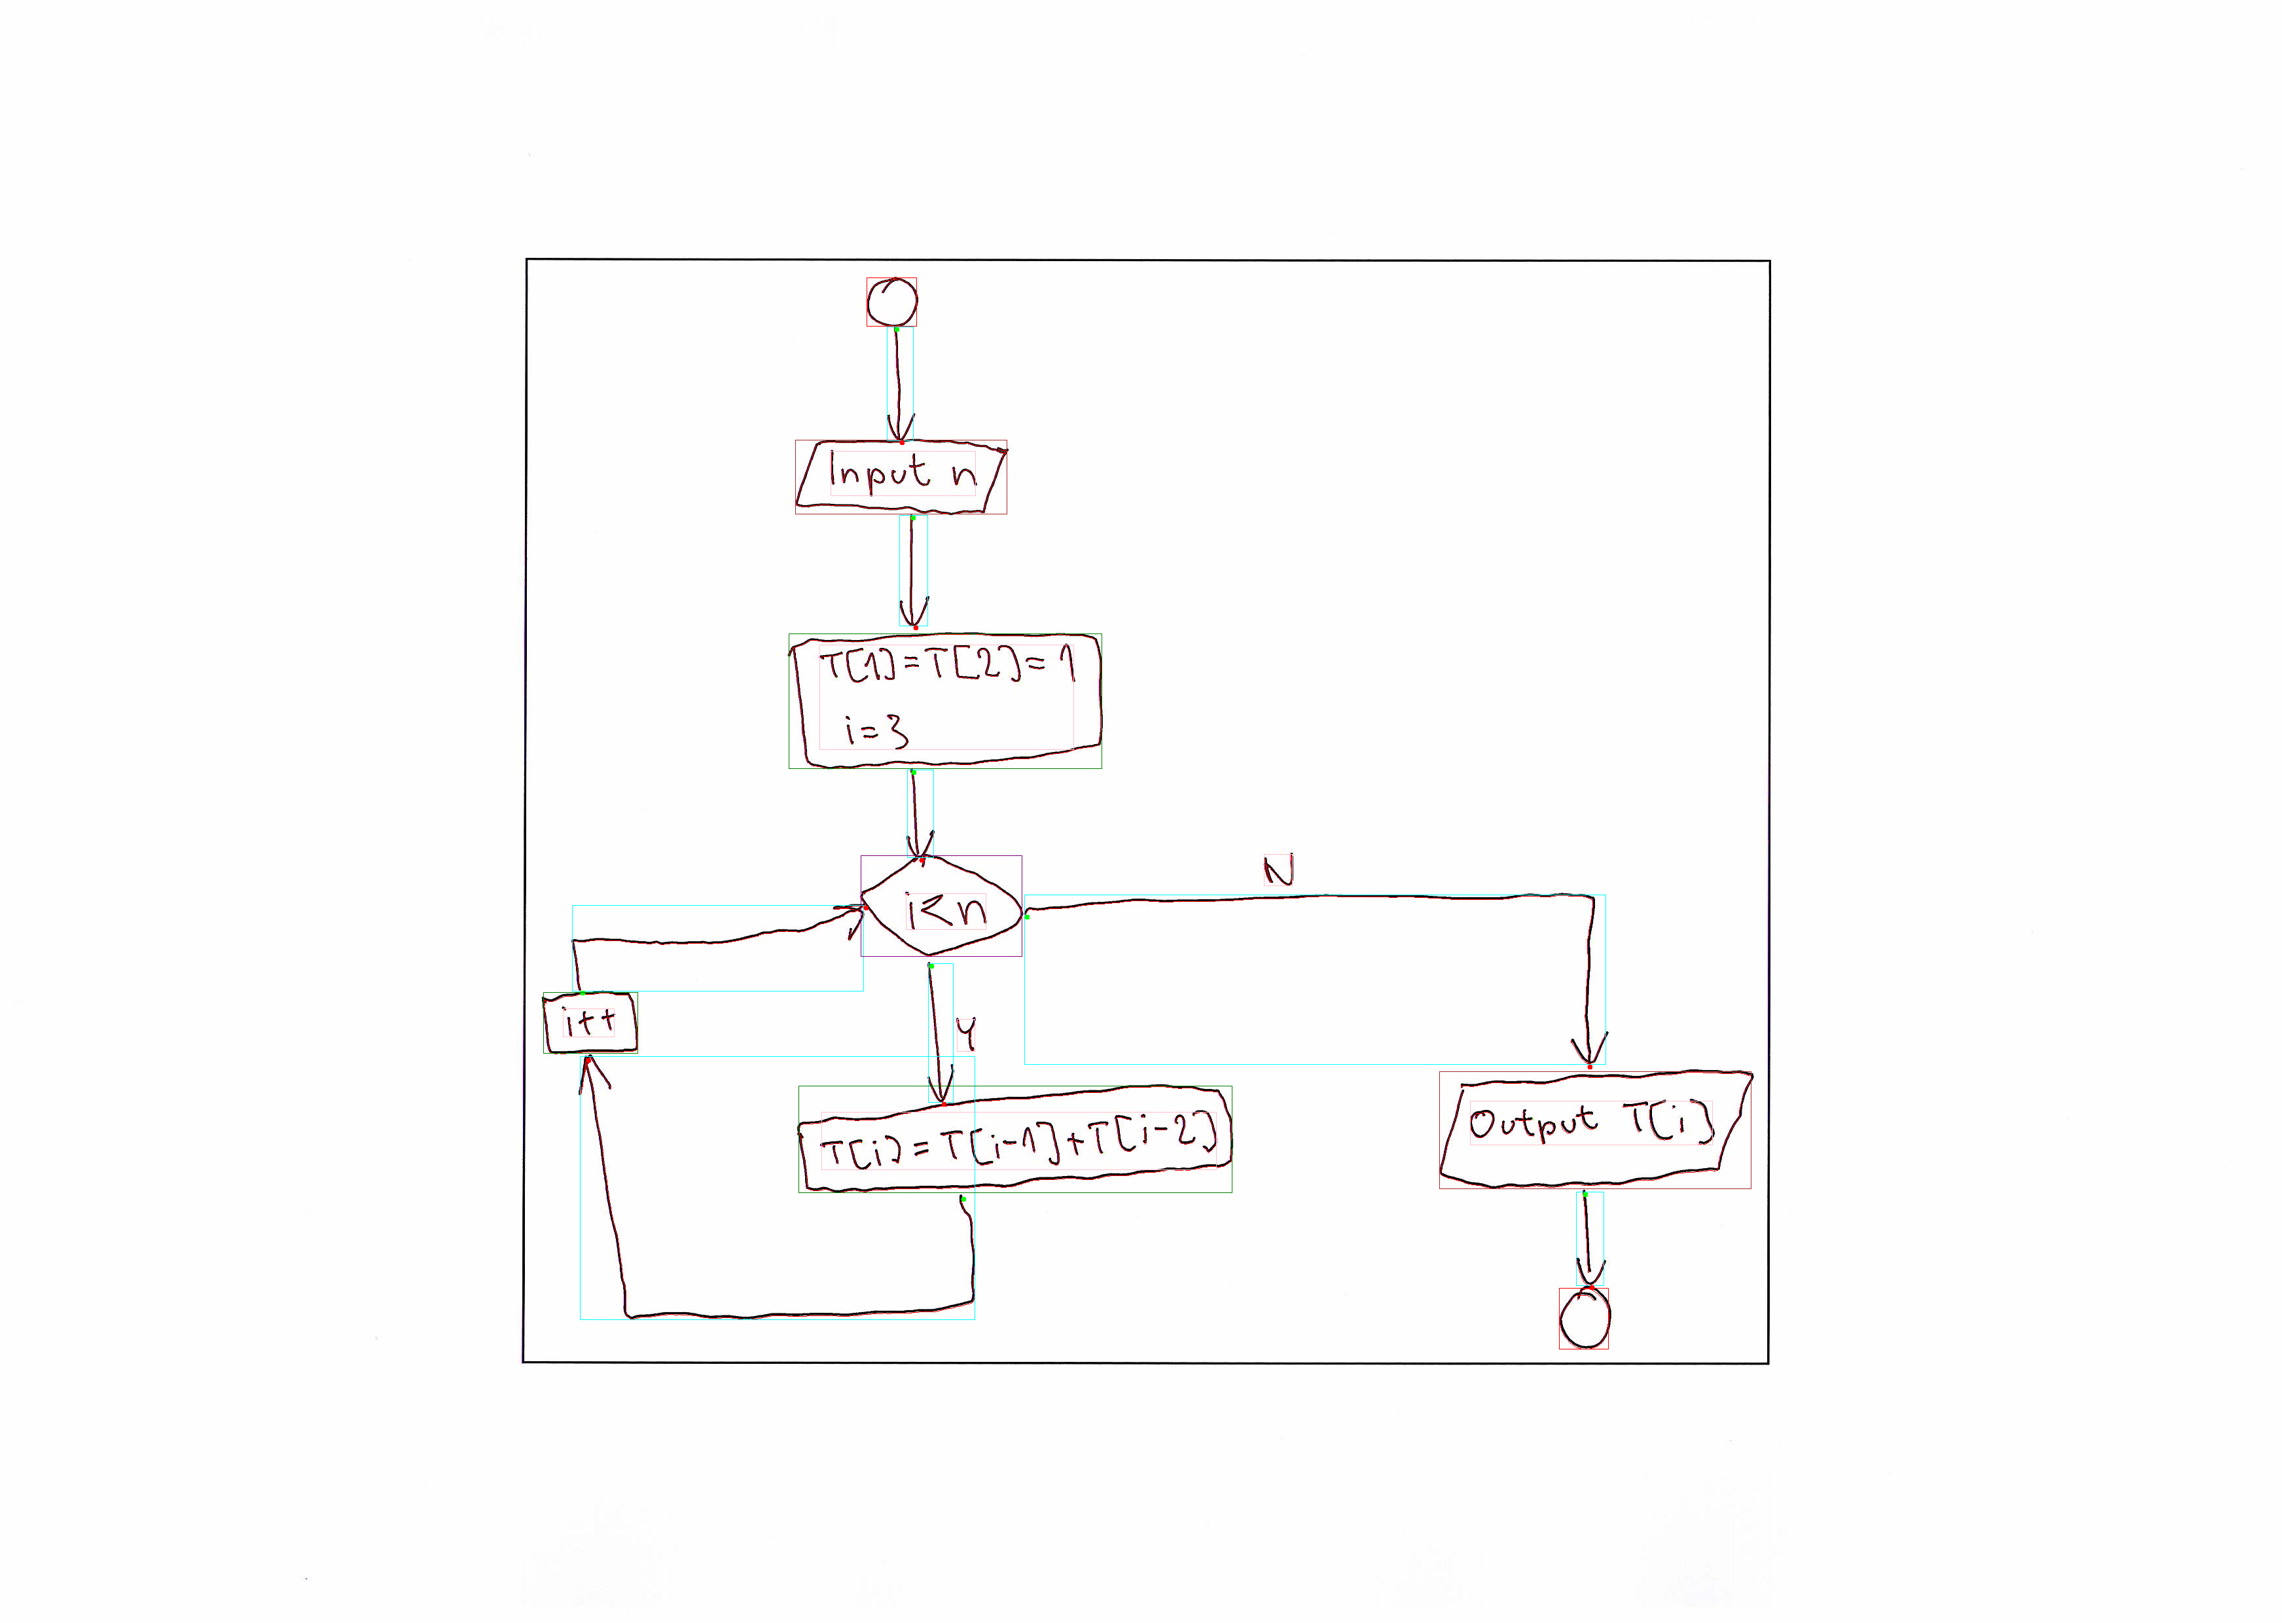 Input n
T[1]=T[2]=1
i=3
i<n
N
i++
Y
T[i]=T[i-1]+T[i-2]
Output T[i]